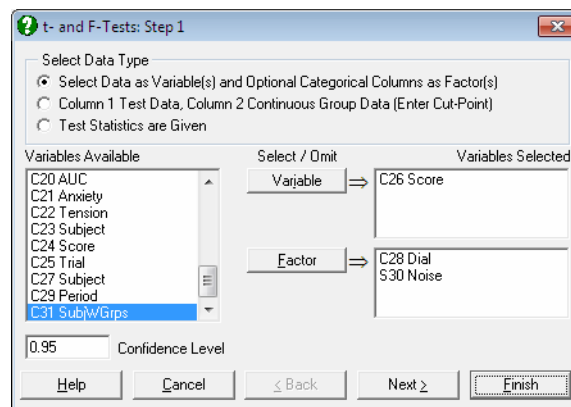 t- and F-Tests: Step 1
Select Data Type
Select Data as Variable(s) and Optional Categorical Columns as Factor(s)
Column 1 Test Data, Column 2 Continuous Group Data (Enter Cut-Point)
Test Statistics are Given
Variables Available
Select / Omit
Variables Selected
C20 AUC
C21 Anxiety
C22 Tension
C23 Subject
C24 Score
C25 Trial
C27 Subject
C29 Period
C31 SubjWGrps
Variable
C26 Score
Factor
C28 Dial
S30 Noise
0.95 Confidence Level
Help Cancel < Back Next > Finish